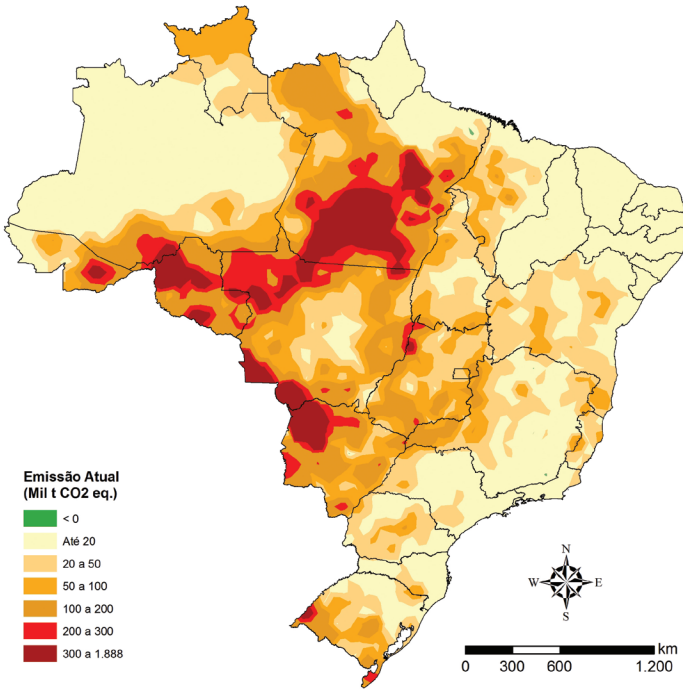 Emissão Atual
(Mil t CO2 eq.)
< 0
Até 20
20 a 50
50 a 100
100 a 200
200 a 300
300 a 1.888
N
W E
S
km
0 300 600 1.200